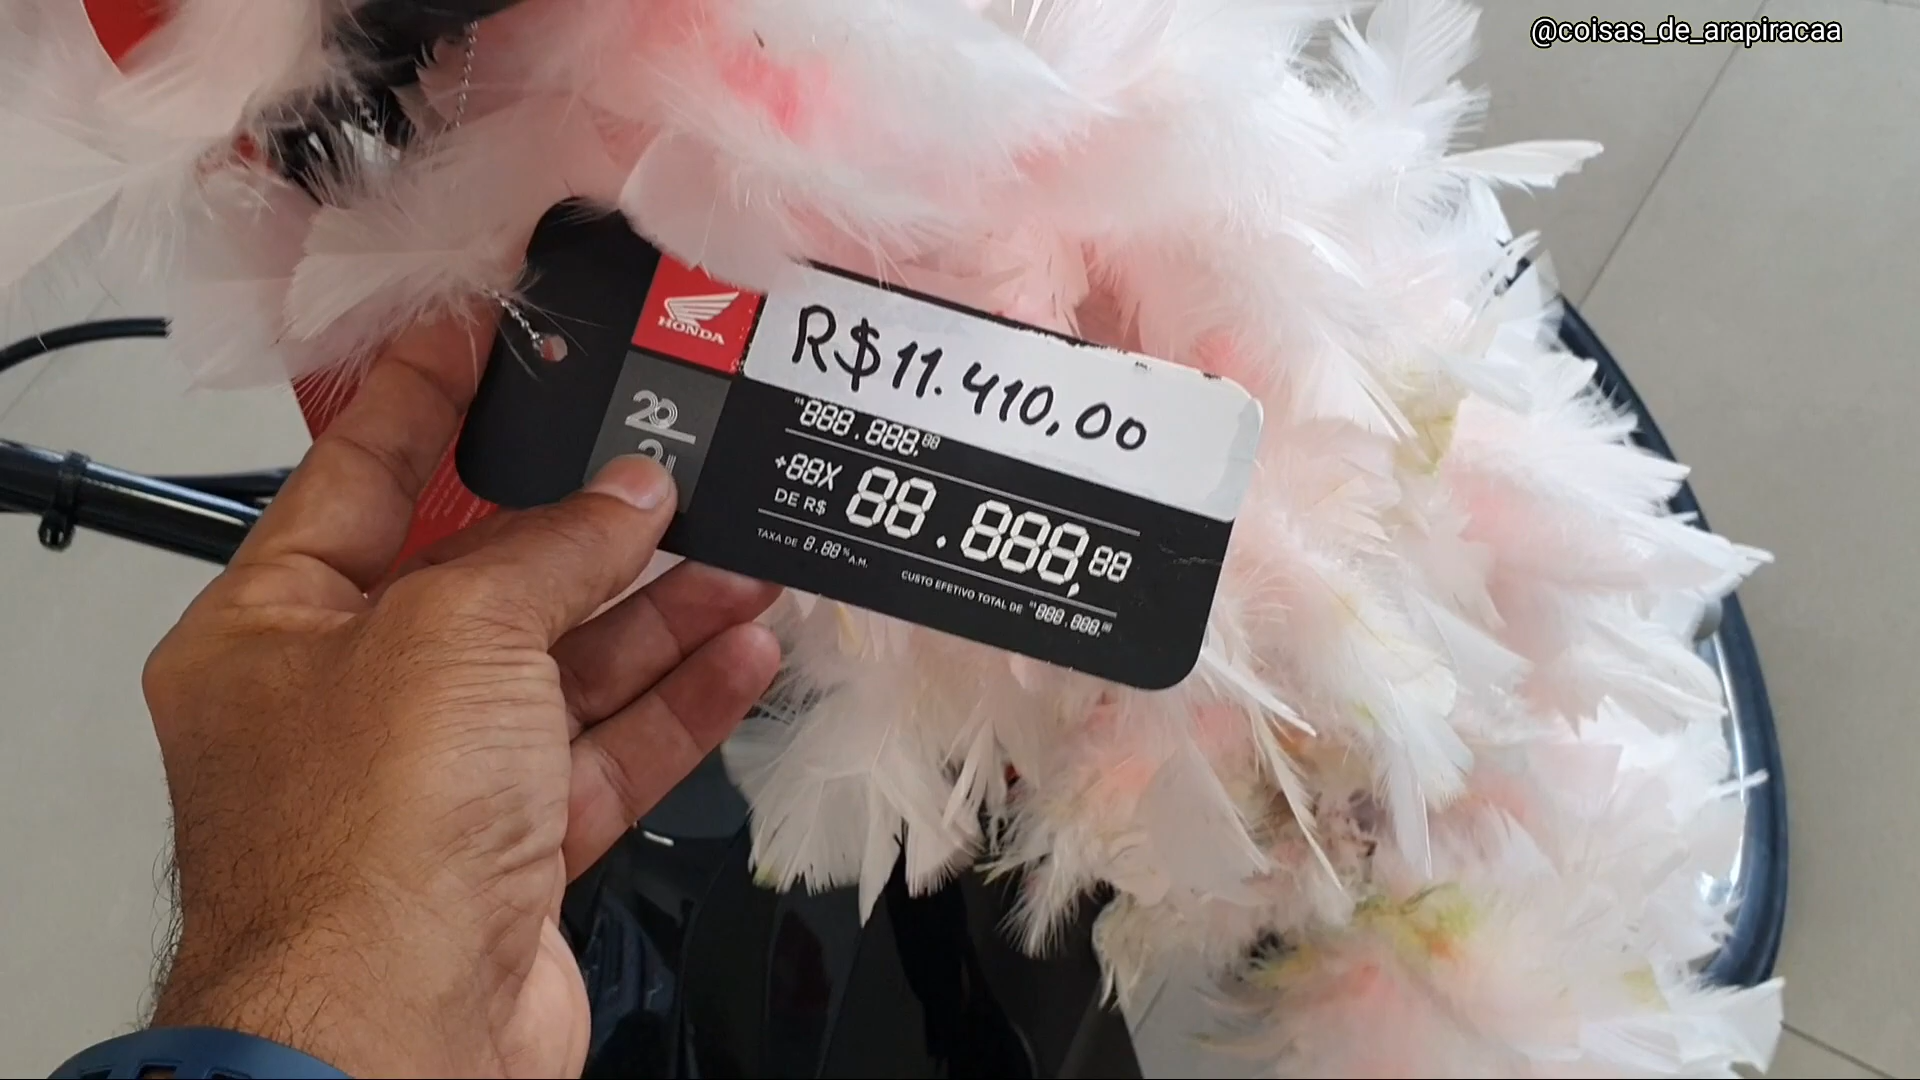 @coisas_de_arapiracaa
HONDA
R$11.410,00
20
R$ 888.888,88
+88X
DE R$ 88.888,88
TAXA DE 8,88% A.M.
CUSTO EFETIVO TOTAL DE R$ 888.888,88